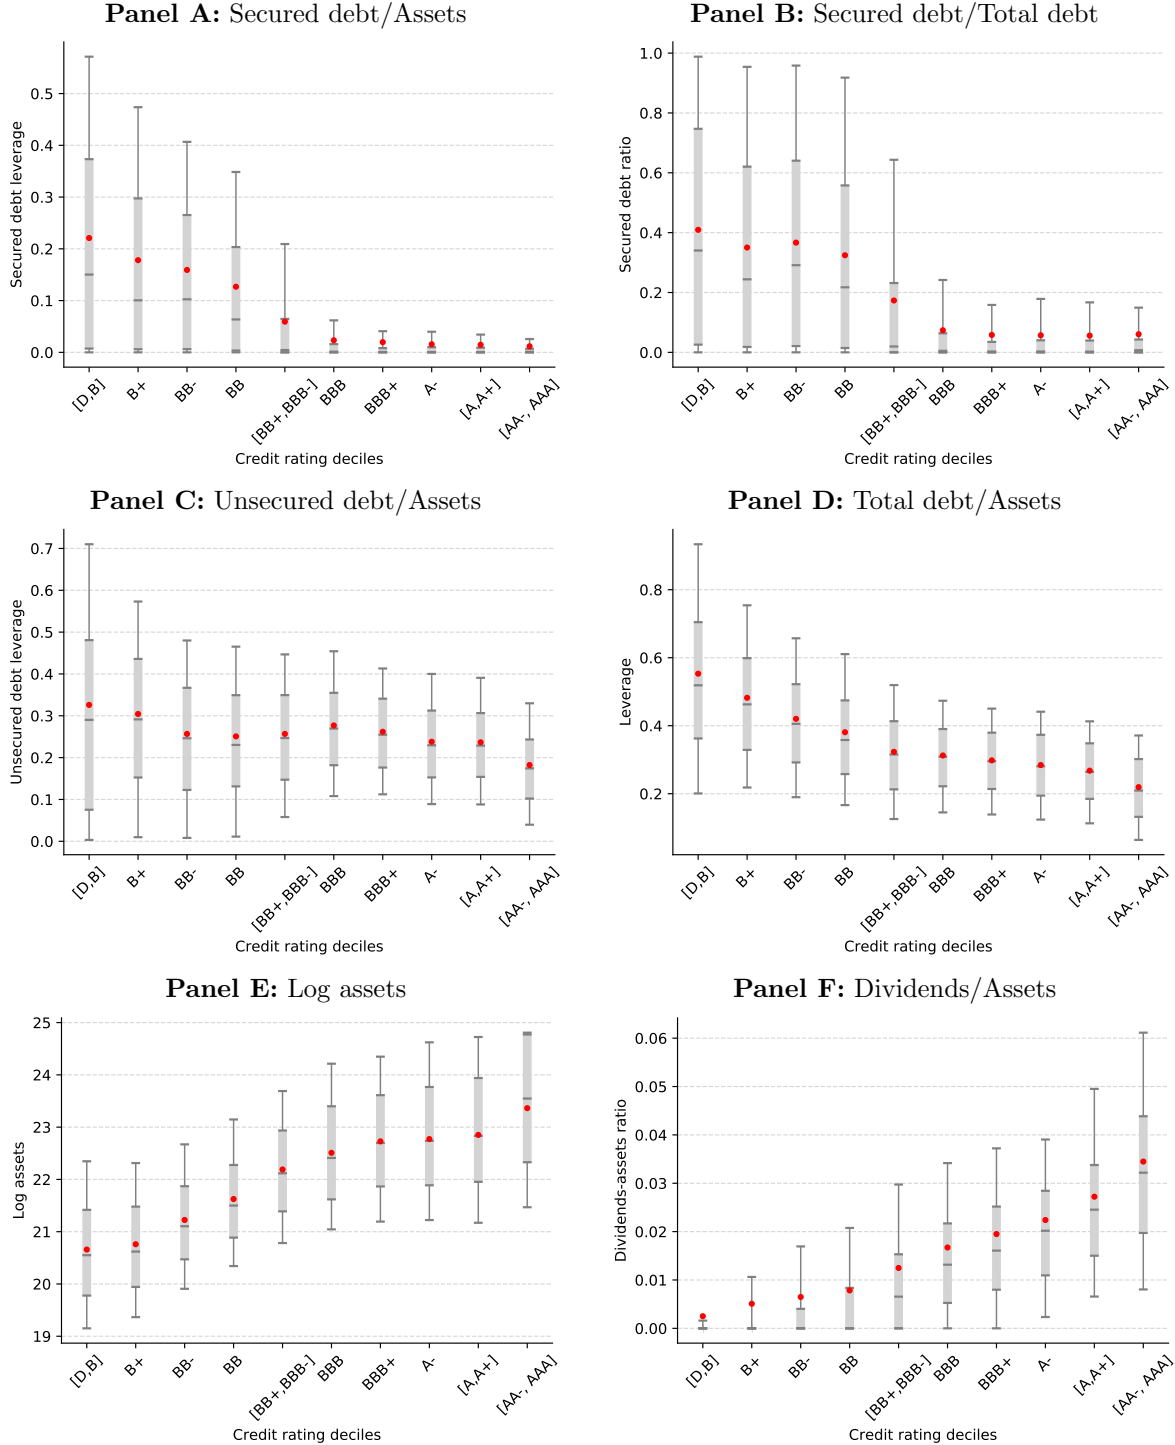 Panel A: Secured debt/Assets
Secured debt leverage
0.5
0.4
0.3
0.2
0.1
0.0
[D,B]
B+
BB-
BB
[BB+,BBB-]
BBB
BBB+
A-
[A,A+]
[AA-, AAA]
Credit rating deciles
Panel B: Secured debt/Total debt
Secured debt ratio
1.0
0.8
0.6
0.4
0.2
0.0
[D,B]
B+
BB-
BB
[BB+,BBB-]
BBB
BBB+
A-
[A,A+]
[AA-, AAA]
Credit rating deciles
Panel C: Unsecured debt/Assets
Unsecured debt leverage
0.7
0.6
0.5
0.4
0.3
0.2
0.1
0.0
[D,B]
B+
BB-
BB
[BB+,BBB-]
BBB
BBB+
A-
[A,A+]
[AA-, AAA]
Credit rating deciles
Panel D: Total debt/Assets
Leverage
0.8
0.6
0.4
0.2
[D,B]
B+
BB-
BB
[BB+,BBB-]
BBB
BBB+
A-
[A,A+]
[AA-, AAA]
Credit rating deciles
Panel E: Log assets
Log assets
25
24
23
22
21
20
19
[D,B]
B+
BB-
BB
[BB+,BBB-]
BBB
BBB+
A-
[A,A+]
[AA-, AAA]
Credit rating deciles
Panel F: Dividends/Assets
Dividends-assets ratio
0.06
0.05
0.04
0.03
0.02
0.01
0.00
[D,B]
B+
BB-
BB
[BB+,BBB-]
BBB
BBB+
A-
[A,A+]
[AA-, AAA]
Credit rating deciles